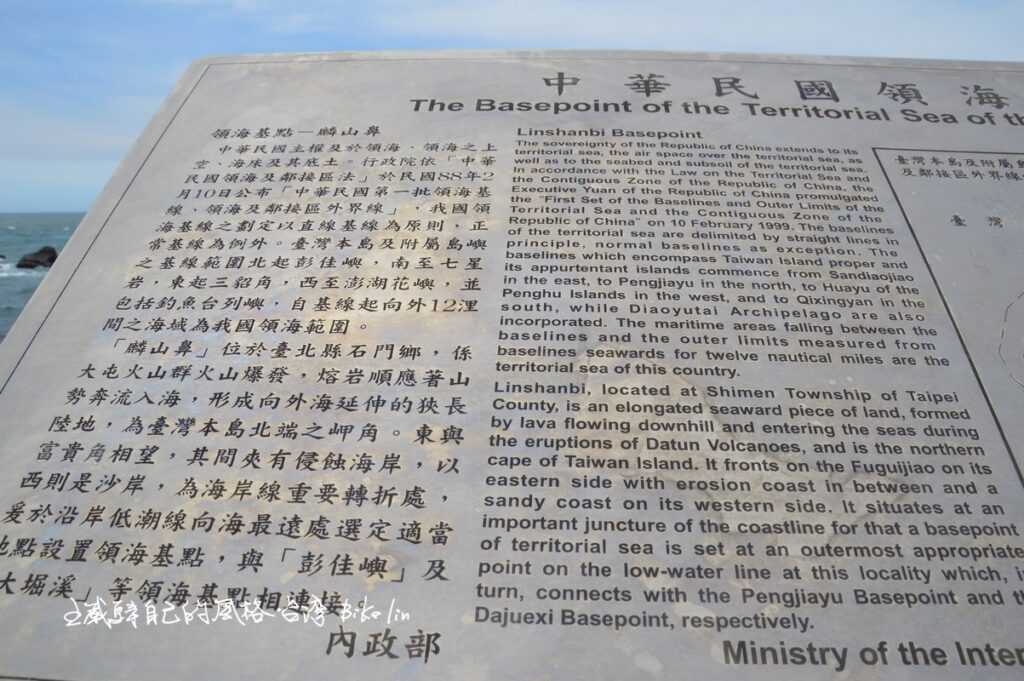 中華民國領海
The Basepoint of the Territorial Sea of th
領海基點－麟山鼻
中華民國主權及於領海、領海之上
空、海床及其底土。行政院依「中華
民國領海及鄰接區法」於民國88年2
月10日公布「中華民國第一批領海基
線、領海及鄰接區外界線」，我國領
海基線之劃定以直線基線為原則，正
常基線為例外。臺灣本島及附屬島嶼
之基線範圍北起彭佳嶼，南至七星
岩，東起三貂角，西至澎湖花嶼，並
包括釣魚台列嶼，自基線起向外12浬
間之海域為我國領海範圍。
「麟山鼻」位於臺北縣石門鄉，係
大屯火山群火山爆發，熔岩順應著山
勢奔流入海，形成向外海延伸的狹長
陸地，為臺灣本島北端之岬角。東與
富貴角相望，其間夾有侵蝕海岸，以
西則是沙岸，為海岸線重要轉折處，
爰於沿岸低潮線向海最遠處選定適當
地點設置領海基點，與「彭佳嶼」及
大堀溪」等領海基點相連接
內政部
Linshanbi Basepoint
The sovereignty of the Republic of China extends to its
territorial sea, the air space over the territorial sea, as
well as to the seabed and subsoil of the territorial sea.
In accordance with the Law on the Territorial Sea and
the Contiguous Zone of the Republic of China, the
Executive Yuan of the Republic of China promulgated
the "First Set of the Baselines and Outer Limits of the
Territorial Sea and the Contiguous Zone of the
Republic of China" on 10 February 1999. The baselines
of the territorial sea are delimited by straight lines in
principle, normal baselines as exception. The
baselines which encompass Taiwan Island proper and
its appurtentant islands commence from Sandiaojiao
in the east, to Pengjiayu in the north, to Huayu of the
Penghu Islands in the west, and to Qixingyan in the
south, while Diaoyutai Archipelago are also
incorporated. The maritime areas falling between the
baselines and the outer limits measured from
baselines seawards for twelve nautical miles are the
territorial sea of this country.
Linshanbi, located at Shimen Township of Taipei
County, is an elongated seaward piece of land, formed
by lava flowing downhill and entering the seas during
the eruptions of Datun Volcanoes, and is the northern
cape of Taiwan Island. It fronts on the Fuguijiao on its
eastern side with erosion coast in between and a
sandy coast on its western side. It situates at an
important juncture of the coastline for that a basepoint
of territorial sea is set at an outermost appropriate
point on the low-water line at this locality which, i
turn, connects with the Pengjiayu Basepoint and th
Dajuexi Basepoint, respectively.
Ministry of the Inter
臺灣本島及附屬島
及鄰接區外界線
臺灣
騎自己的風格 台灣 Bike lin